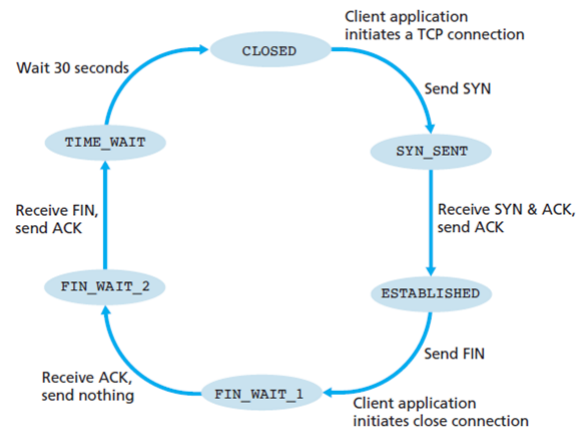 Client application
initiates a TCP connection
CLOSED
Wait 30 seconds
Send SYN
TIME_WAIT
SYN_SENT
Receive FIN,
send ACK
Receive SYN & ACK,
send ACK
FIN_WAIT_2
ESTABLISHED
Send FIN
Receive ACK,
send nothing
FIN_WAIT_1
Client application
initiates close connection